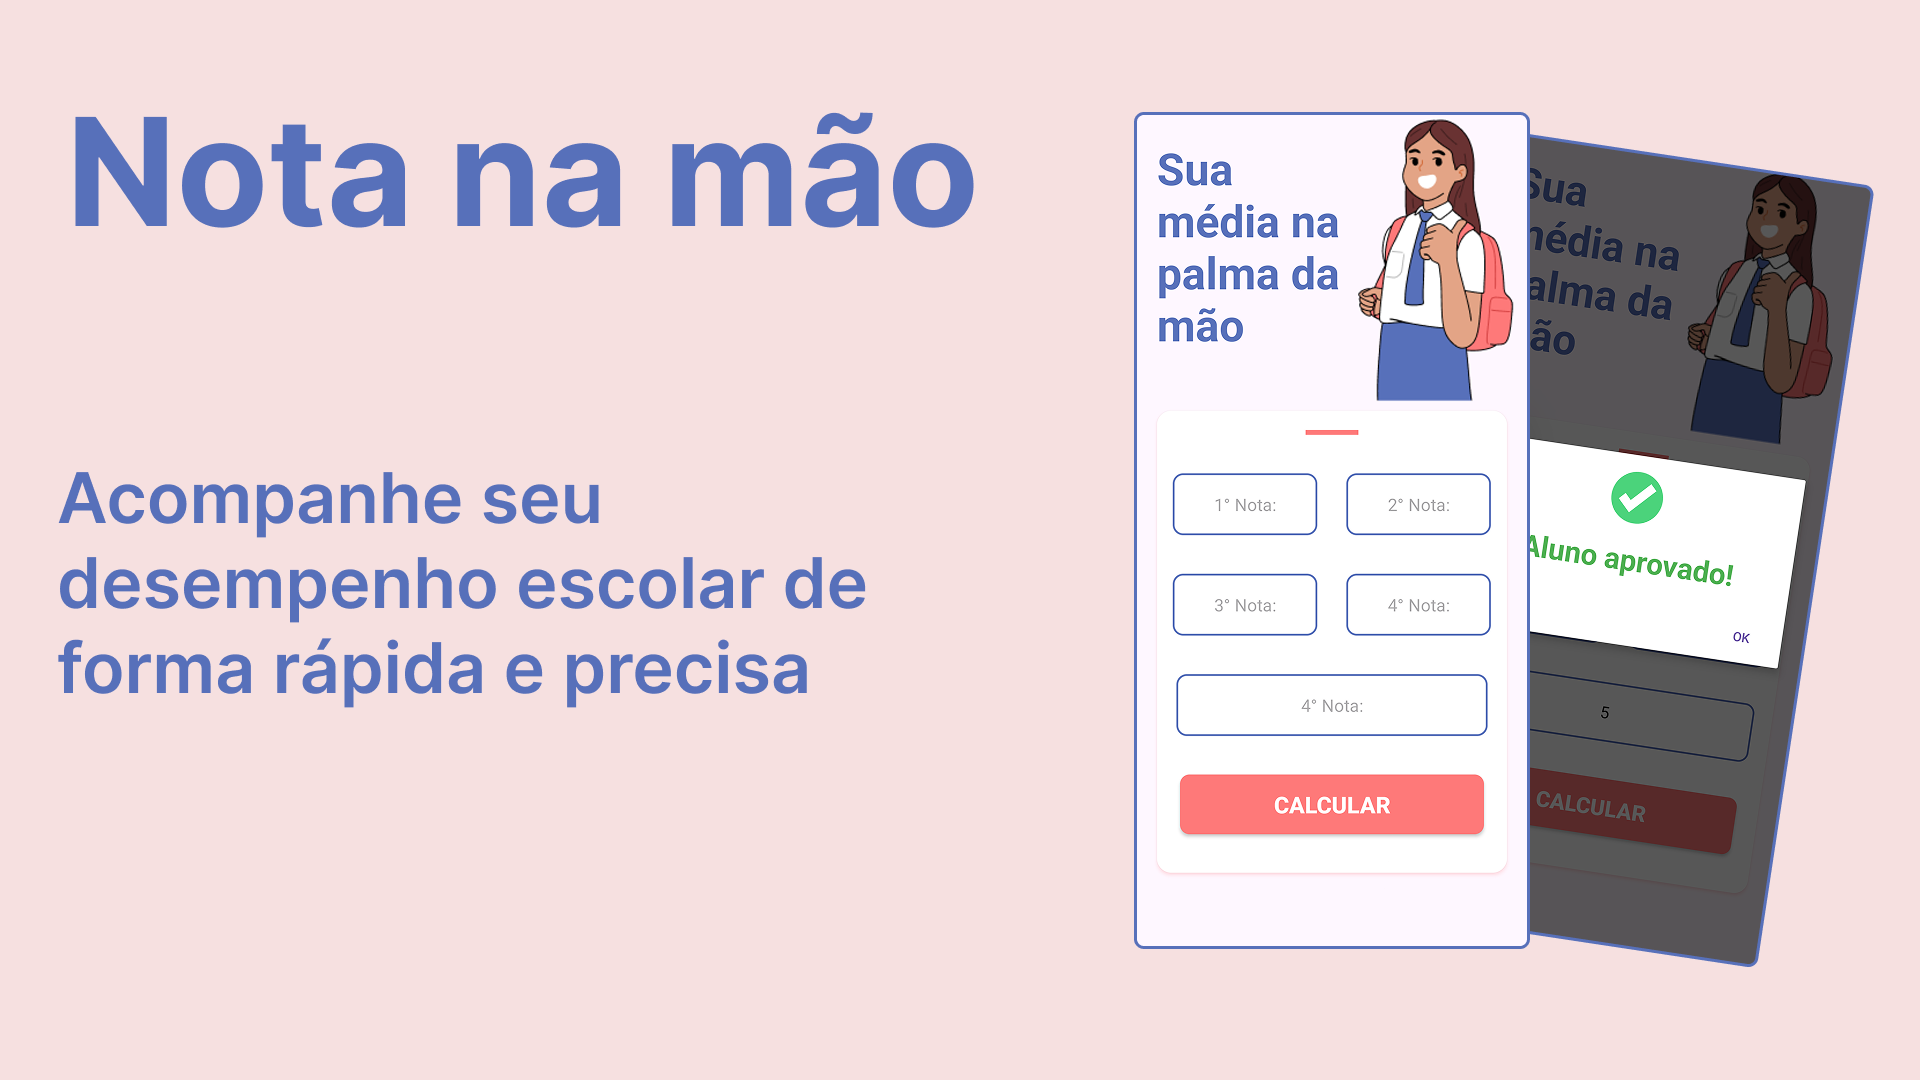 Nota na mão
Acompanhe seu
desempenho escolar de
forma rápida e precisa
Sua
média na
palma da
mão
1° Nota:
2° Nota:
3° Nota:
4° Nota:
4° Nota:
CALCULAR
Sua
média na
alma da
ão
Aluno aprovado!
OK
5
CALCULAR